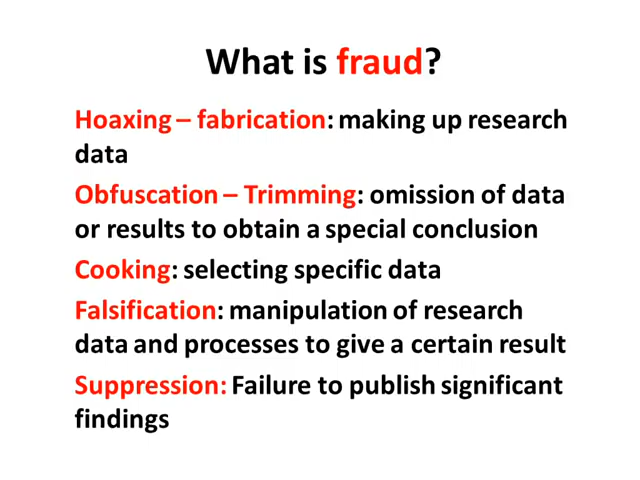 What is fraud?
Hoaxing – fabrication: making up research
data
Obfuscation – Trimming: omission of data
or results to obtain a special conclusion
Cooking: selecting specific data
Falsification: manipulation of research
data and processes to give a certain result
Suppression: Failure to publish significant
findings